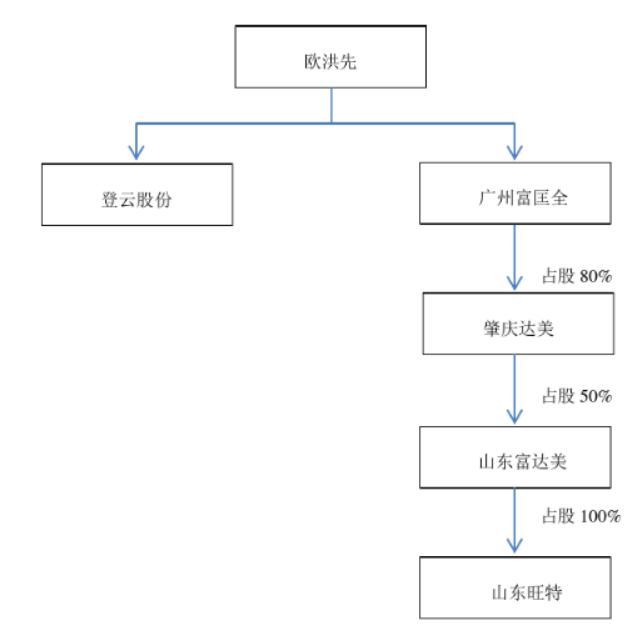 欧洪先
登云股份
广州富匡全
占股 80%
肇庆达美
占股 50%
山东富达美
占股 100%
山东旺特